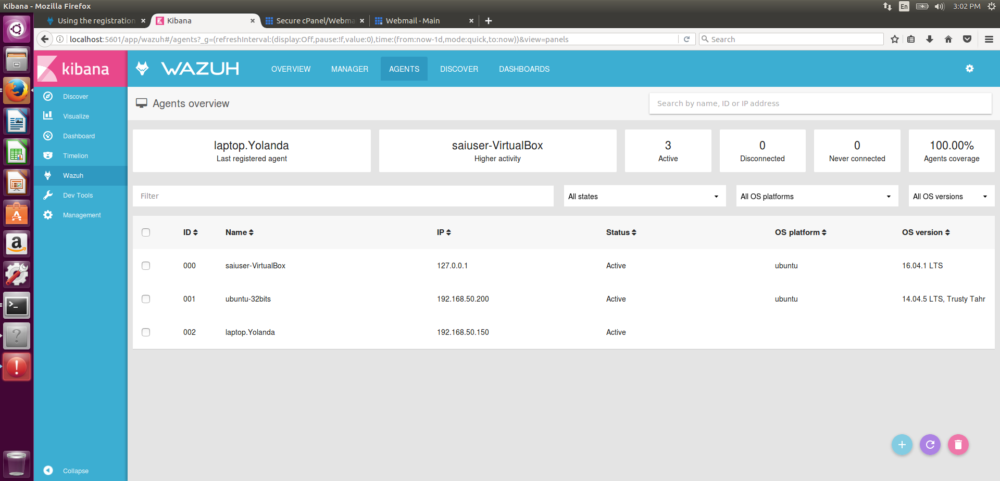 Kibana - Mozilla Firefox
En
3:02 PM
Using the registration
Kibana
Secure cPanel/Webma
Webmail - Main
localhost:5601/app/wazuh#/agents?_g=(refreshInterval:(display:Off,pause:!f,value:0),time:(from:now-1d,mode:quick,to:now))&view=panels
Search
kibana
WAZUH
OVERVIEW
MANAGER
AGENTS
DISCOVER
DASHBOARDS
Discover
Visualize
Dashboard
Timelion
Wazuh
Dev Tools
Management
Collapse
Agents overview
Search by name, ID or IP address
laptop.Yolanda
Last registered agent
saiuser-VirtualBox
Higher activity
3
Active
0
Disconnected
0
Never connected
100.00%
Agents coverage
Filter
All states
All OS platforms
All OS versions
ID Name IP Status OS platform OS version
000 saiuser-VirtualBox 127.0.0.1 Active ubuntu 16.04.1 LTS
001 ubuntu-32bits 192.168.50.200 Active ubuntu 14.04.5 LTS, Trusty Tahr
002 laptop.Yolanda 192.168.50.150 Active